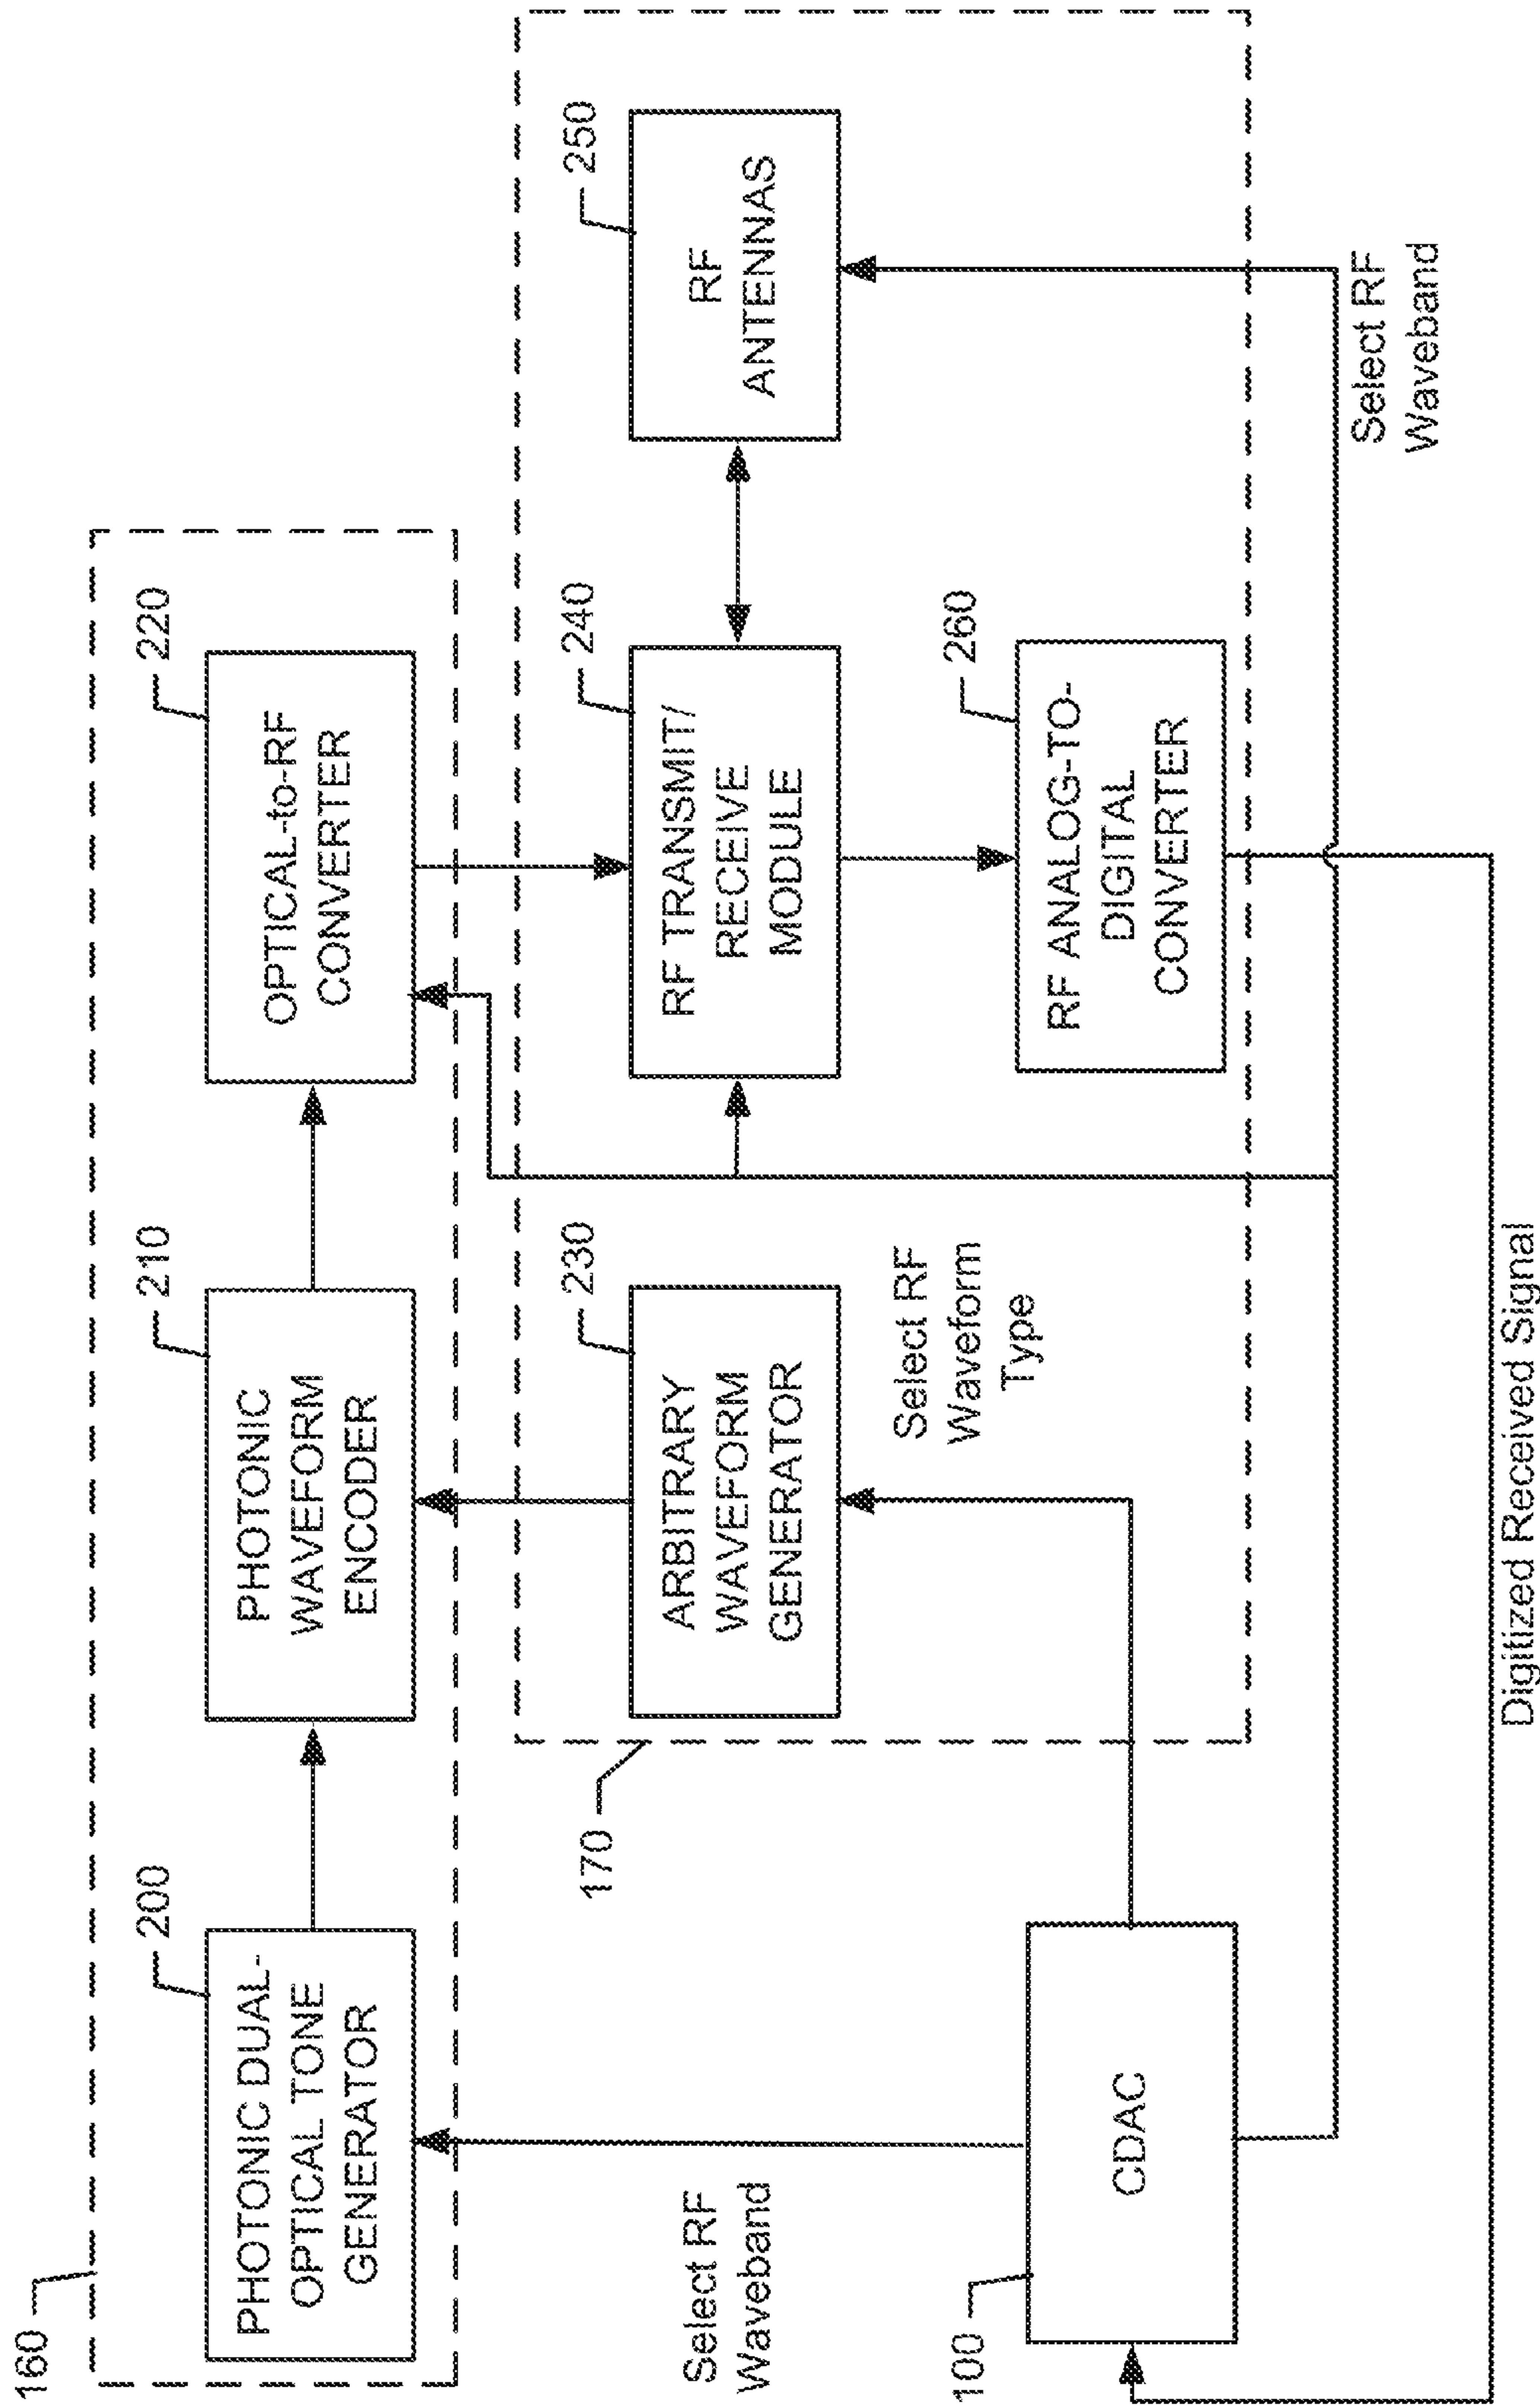 160
200
PHOTONIC DUAL-
OPTICAL TONE
GENERATOR
210
PHOTONIC
WAVEFORM
ENCODER
220
OPTICAL-to-RF
CONVERTER
170
230
ARBITRARY
WAVEFORM
GENERATOR
240
RF TRANSMIT/
RECEIVE
MODULE
250
RF
ANTENNAS
Select RF
Waveband
Select RF
Waveform
Type
260
RF ANALOG-TO-
DIGITAL
CONVERTER
100
CDAC
Select RF
Waveband
Digitized Received Signal